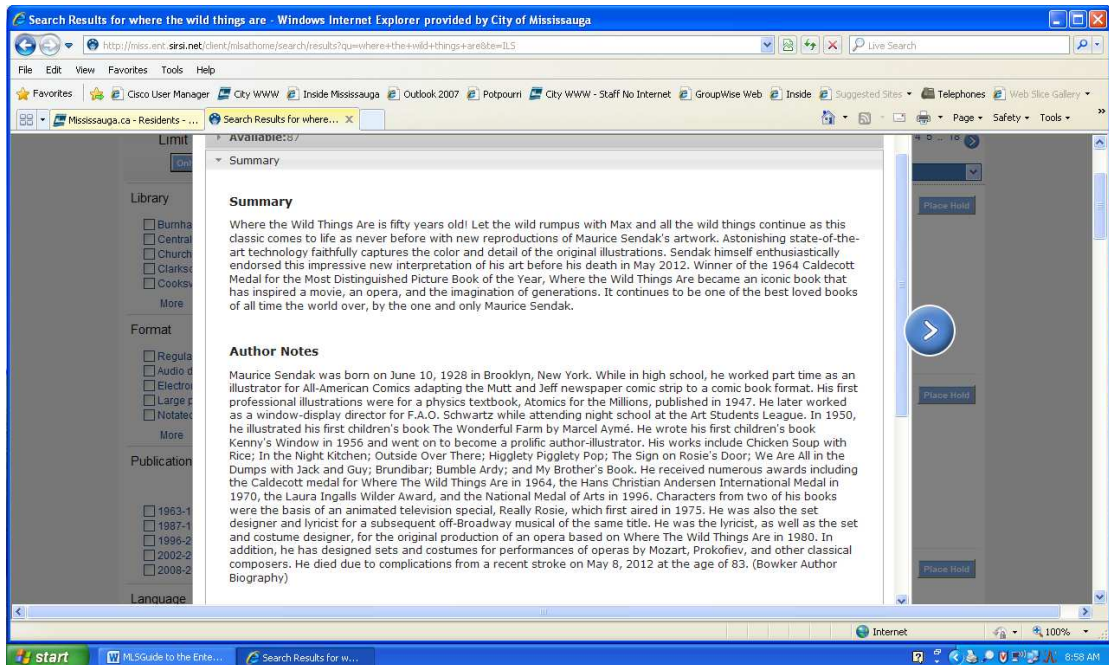 Search Results for where the wild things are - Windows Internet Explorer provided by City of Mississauga
http://miss.ent.sirsi.net/client/mlsathome/search/results?qu=where+the+wild+things+are&te=ILS
Live Search
File Edit View Favorites Tools Help
Favorites Cisco User Manager City WWW Inside Mississauga Outlook 2007 Potpourri City WWW - Staff No Internet GroupWise Web Inside Suggested Sites Telephones Web Slice Gallery
Mississauga.ca - Residents - ... Search Results for where... X Page Safety Tools
Limit Available:87
Summary
Library
Burnha
Central
Church
Clarkso
Cooksv
More
Format
Regula
Audio d
Electro
Large p
Notated
More
Publication
1963-1
1987-1
1996-2
2002-2
2008-2
Language
Summary
Where the Wild Things Are is fifty years old! Let the wild rumpus with Max and all the wild things continue as this
classic comes to life as never before with new reproductions of Maurice Sendak's artwork. Astonishing state-of-the-
art technology faithfully captures the color and detail of the original illustrations. Sendak himself enthusiastically
endorsed this impressive new interpretation of his art before his death in May 2012. Winner of the 1964 Caldecott
Medal for the Most Distinguished Picture Book of the Year, Where the Wild Things Are became an iconic book that
has inspired a movie, an opera, and the imagination of generations. It continues to be one of the best loved books
of all time the world over, by the one and only Maurice Sendak.
Author Notes
Maurice Sendak was born on June 10, 1928 in Brooklyn, New York. While in high school, he worked part time as an
illustrator for All-American Comics adapting the Mutt and Jeff newspaper comic strip to a comic book format. His first
professional illustrations were for a physics textbook, Atomics for the Millions, published in 1947. He later worked
as a window-display director for F.A.O. Schwartz while attending night school at the Art Students League. In 1950,
he illustrated his first children's book The Wonderful Farm by Marcel Aymé. He wrote his first children's book
Kenny's Window in 1956 and went on to become a prolific author-illustrator. His works include Chicken Soup with
Rice; In the Night Kitchen; Outside Over There; Higglety Pigglety Pop; The Sign on Rosie's Door; We Are All in the
Dumps with Jack and Guy; Brundibar; Bumble Ardy; and My Brother's Book. He received numerous awards including
the Caldecott medal for Where The Wild Things Are in 1964, the Hans Christian Andersen International Medal in
1970, the Laura Ingalls Wilder Award, and the National Medal of Arts in 1996. Characters from two of his books
were the basis of an animated television special, Really Rosie, which first aired in 1975. He was also the set
designer and lyricist for a subsequent off-Broadway musical of the same title. He was the lyricist, as well as the set
and costume designer, for the original production of an opera based on Where The Wild Things Are in 1980. In
addition, he has designed sets and costumes for performances of operas by Mozart, Prokofiev, and other classical
composers. He died due to complications from a recent stroke on May 8, 2012 at the age of 83. (Bowker Author
Biography)
Place Hold
Place Hold
Place Hold
Internet 100%
start MLSGuide to the Ente... Search Results for w... 8:58 AM